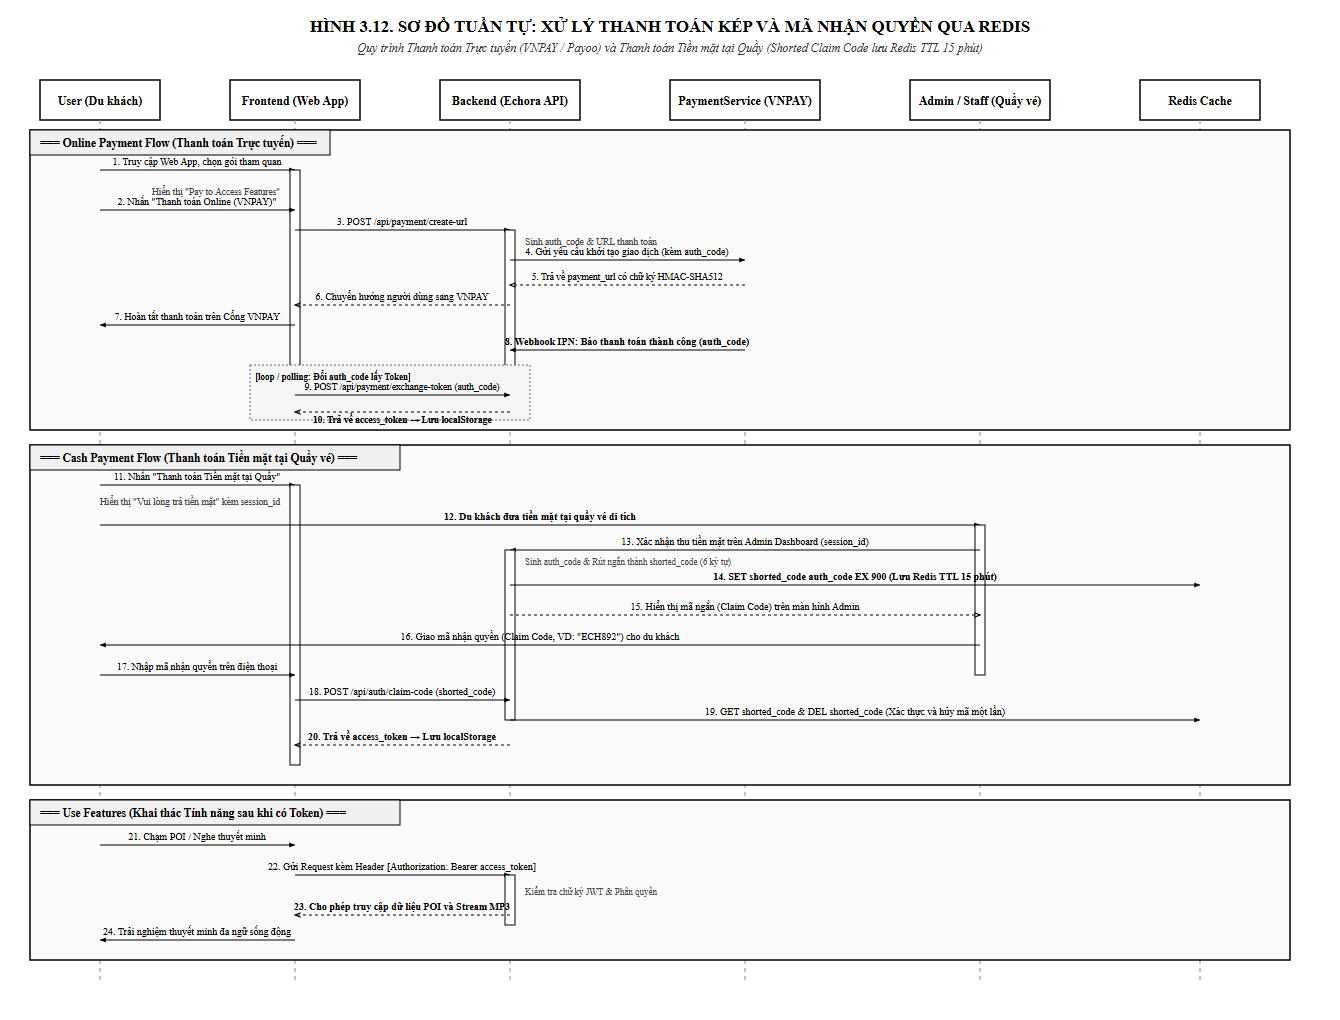 HÌNH 3.12. SƠ ĐỒ TUẦN TỰ: XỬ LÝ THANH TOÁN KÉP VÀ MÃ NHẬN QUYỀN QUA REDIS
Quy trình Thanh toán Trực tuyến (VNPAY / Payoo) và Thanh toán Tiền mặt tại Quầy (Shorted Claim Code lưu Redis TTL 15 phút)
User (Du khách)
Frontend (Web App)
Backend (Echora API)
PaymentService (VNPAY)
Admin / Staff (Quầy vé)
Redis Cache
=== Online Payment Flow (Thanh toán Trực tuyến) ===
1. Truy cập Web App, chọn gói tham quan
Hiển thị "Pay to Access Features"
2. Nhấn "Thanh toán Online (VNPAY)"
3. POST /api/payment/create-url
Sinh auth_code & URL thanh toán
4. Gửi yêu cầu khởi tạo giao dịch (kèm auth_code)
5. Trả về payment_url có chữ ký HMAC-SHA512
6. Chuyển hướng người dùng sang VNPAY
7. Hoàn tất thanh toán trên Cổng VNPAY
8. Webhook IPN: Báo thanh toán thành công (auth_code)
[loop / polling: Đổi auth_code lấy Token]
9. POST /api/payment/exchange-token (auth_code)
10. Trả về access_token → Lưu localStorage
=== Cash Payment Flow (Thanh toán Tiền mặt tại Quầy vé) ===
11. Nhấn "Thanh toán Tiền mặt tại Quầy"
Hiển thị "Vui lòng trả tiền mặt" kèm session_id
12. Du khách đưa tiền mặt tại quầy vé di tích
13. Xác nhận thu tiền mặt trên Admin Dashboard (session_id)
Sinh auth_code & Rút ngắn thành shorted_code (6 ký tự)
14. SET shorted_code auth_code EX 900 (Lưu Redis TTL 15 phút)
15. Hiển thị mã ngắn (Claim Code) trên màn hình Admin
16. Giao mã nhận quyền (Claim Code, VD: "ECH892") cho du khách
17. Nhập mã nhận quyền trên điện thoại
18. POST /api/auth/claim-code (shorted_code)
19. GET shorted_code & DEL shorted_code (Xác thực và hủy mã một lần)
20. Trả về access_token → Lưu localStorage
=== Use Features (Khai thác Tính năng sau khi có Token) ===
21. Chạm POI / Nghe thuyết minh
22. Gửi Request kèm Header [Authorization: Bearer access_token]
Kiểm tra chữ ký JWT & Phân quyền
23. Cho phép truy cập dữ liệu POI và Stream MP3
24. Trải nghiệm thuyết minh đa ngữ sống động